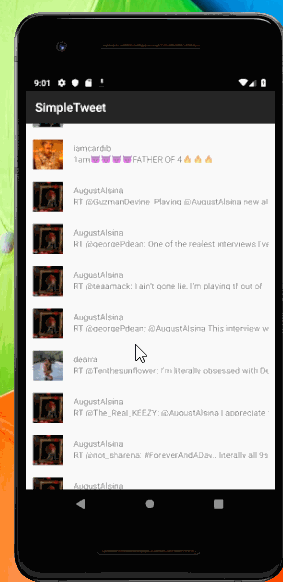 9:01
SimpleTweet
iamcardib
1am😈😈😈😈FATHER OF 4🔥🔥🔥
AugustAlsina
RT @GuzmanDevine: Playing @AugustAlsina new al
AugustAlsina
RT @georgePdean: One of the realest interviews I've
AugustAlsina
RT @teaamack: I ain't gone lie. I'm playing tf out of
AugustAlsina
RT @georgePdean: @AugustAlsina This interview w
dearra
RT @Tenthesunflower: I'm literally obsessed with De
AugustAlsina
RT @The_Real_KEEZY: @AugustAlsina I appreciate
AugustAlsina
RT @not_sharena: #ForeverAndADay.. literally all 9s
AugustAlsina